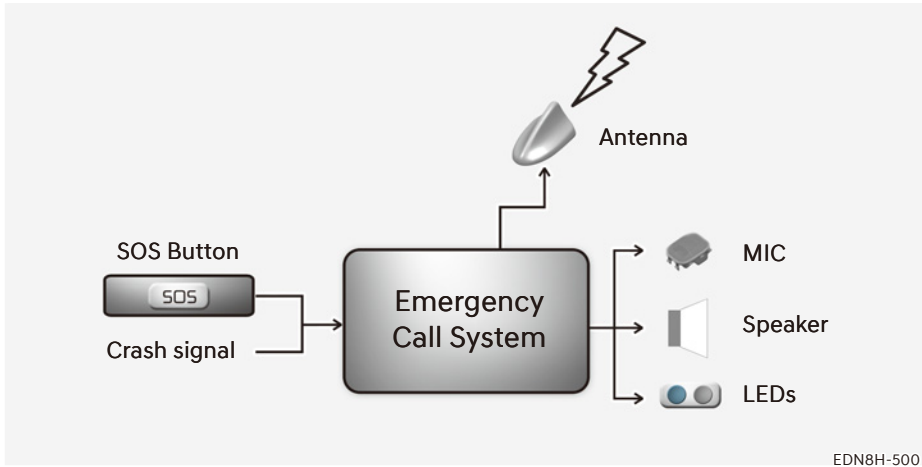 Antenna
SOS Button
SOS
Crash signal
Emergency
Call System
MIC
Speaker
LEDs
EDN8H-500